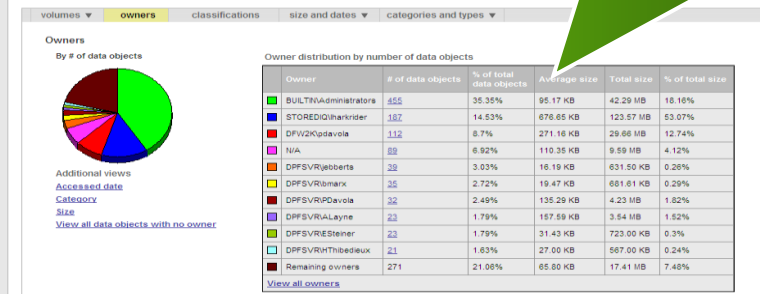 volumes ▼ owners classifications size and dates ▼ categories and types ▼
Owners
By # of data objects
Owner distribution by number of data objects
Owner # of data objects % of total data objects Average size Total size % of total size
BUILTIN\Administrators 455 35.35% 95.17 KB 42.29 MB 18.16%
STOREDIQ\harkrider 187 14.53% 676.65 KB 123.57 MB 53.07%
DFW2K\pdavola 112 8.7% 271.16 KB 29.66 MB 12.74%
N/A 89 6.92% 110.35 KB 9.59 MB 4.12%
DPFSVR\jebberts 39 3.03% 16.19 KB 631.50 KB 0.26%
DPFSVR\bmarx 35 2.72% 19.47 KB 681.61 KB 0.29%
DPFSVR\PDavola 32 2.49% 135.29 KB 4.23 MB 1.82%
DPFSVR\ALayne 23 1.79% 157.59 KB 3.54 MB 1.52%
DPFSVR\ESteiner 23 1.79% 31.43 KB 723.00 KB 0.3%
DPFSVR\HThibedieux 21 1.63% 27.00 KB 567.00 KB 0.24%
Remaining owners 271 21.06% 65.80 KB 17.41 MB 7.48%
View all owners
Additional views
Accessed date
Category
Size
View all data objects with no owner